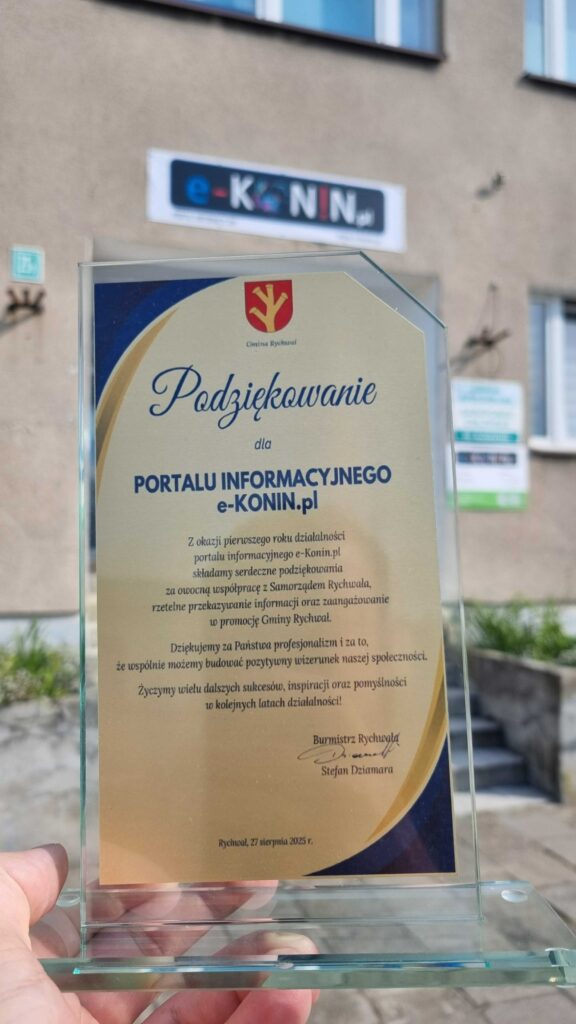 e-KONIN.pl
Gmina Rychwał
Podziękowanie
dla
PORTALU INFORMACYJNEGO
e-KONIN.pl
Z okazji pierwszego roku działalności
portalu informacyjnego e-Konin.pl
składamy serdeczne podziękowania
za owocną współpracę z Samorządem Rychwała,
rzetelne przekazywanie informacji oraz zaangażowanie
w promocję Gminy Rychwał.
Dziękujemy za Państwa profesjonalizm i za to,
że wspólnie możemy budować pozytywny wizerunek naszej społeczności.
Życzymy wielu dalszych sukcesów, inspiracji oraz pomyślności
w kolejnych latach działalności!
Burmistrz Rychwała
Stefan Dziamara
Rychwał, 27 sierpnia 2025 r.